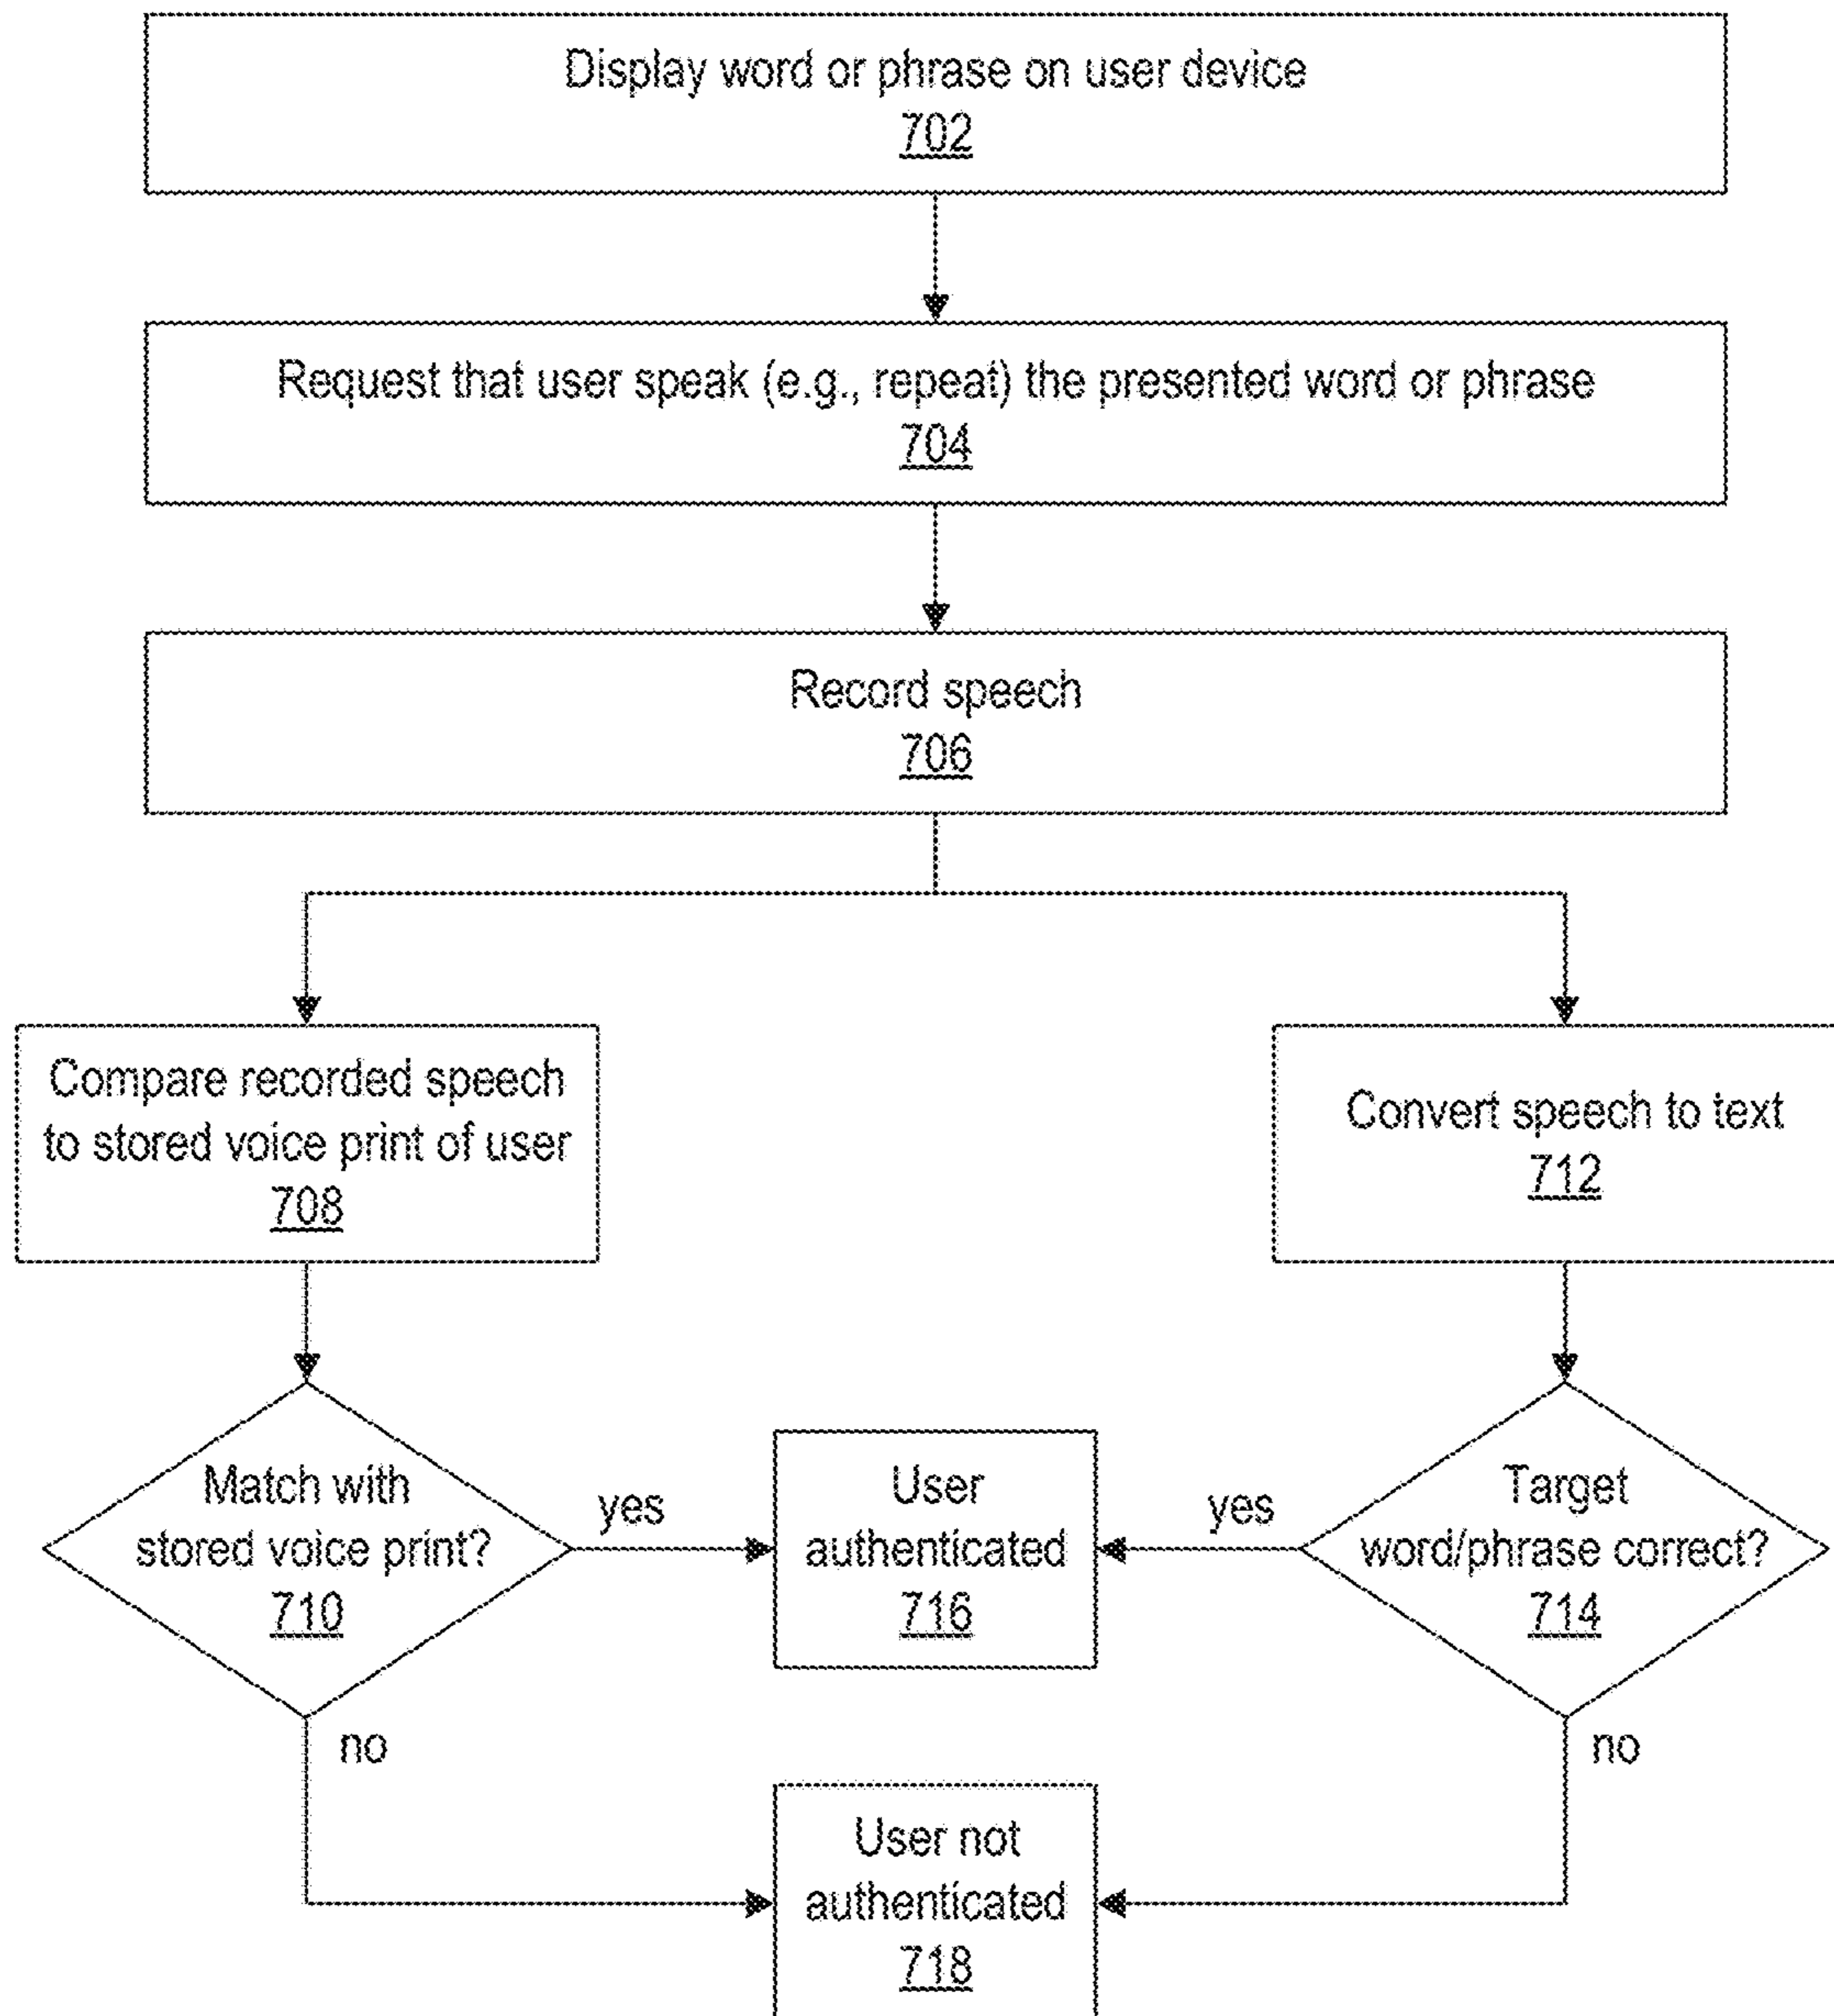 Display word or phrase on user device
702
Request that user speak (e.g., repeat) the presented word or phrase
704
Record speech
706
Compare recorded speech
to stored voice print of user
708
Convert speech to text
712
Match with
stored voice print?
710
yes
User
authenticated
716
yes
Target
word/phrase correct?
714
no
no
User not
authenticated
718